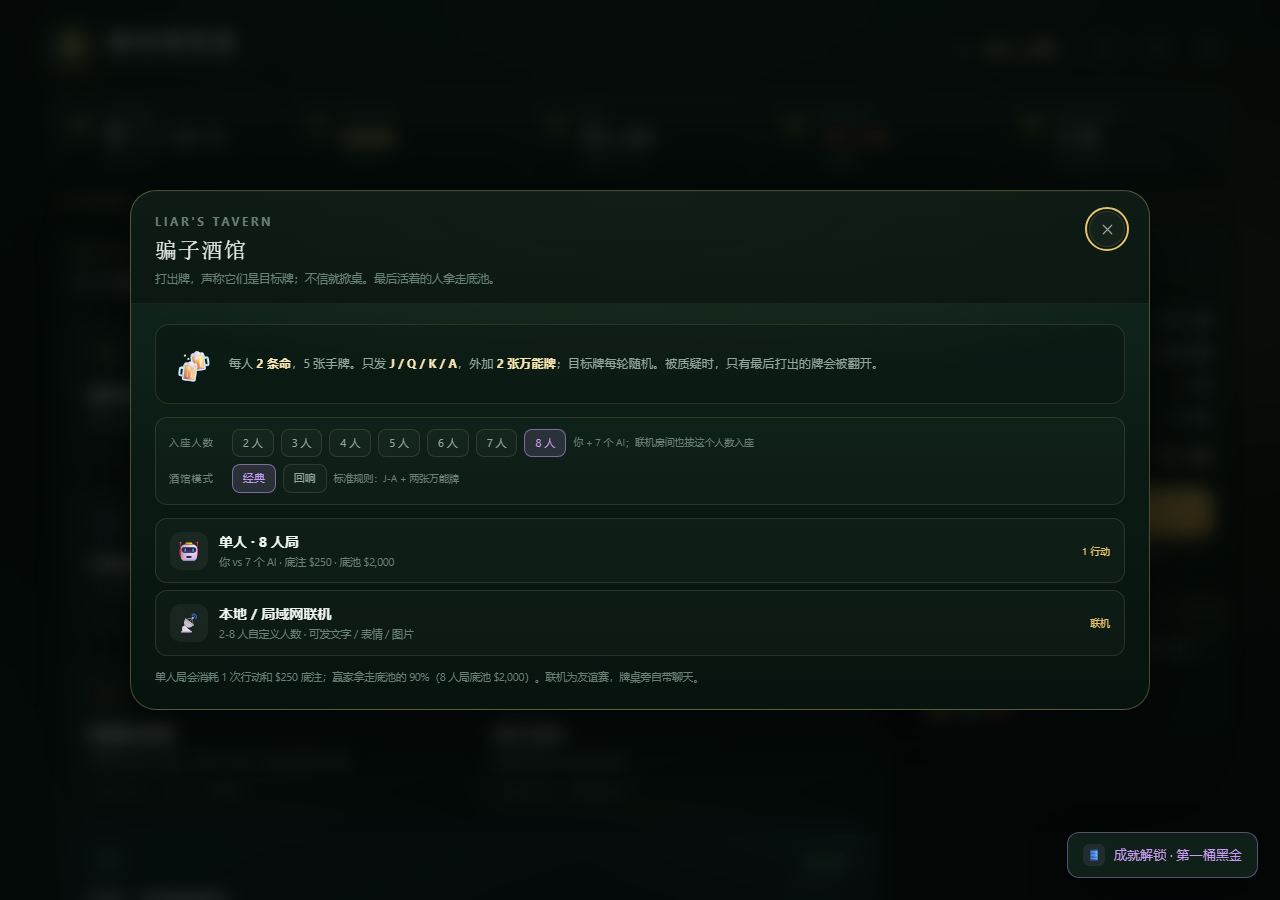 LIAR'S TAVERN
骗子酒馆
打出牌，声称它们是目标牌；不信就掀桌。最后活着的人拿走底池。
每人 2 条命，5 张手牌。只发 J / Q / K / A，外加 2 张万能牌；目标牌每轮随机。被质疑时，只有最后打出的牌会被翻开。
入座人数 2 人 3 人 4 人 5 人 6 人 7 人 8 人 你 + 7 个 AI；联机房间也按这个人数入座
酒馆模式 经典 回响 标准规则：J-A + 两张万能牌
单人 · 8 人局
你 vs 7 个 AI · 底注 $250 · 底池 $2,000
1 行动
本地 / 局域网联机
2-8 人自定义人数 · 可发文字 / 表情 / 图片
联机
单人局会消耗 1 次行动和 $250 底注；赢家拿走底池的 90%（8 人局底池 $2,000）。联机为友谊赛，牌桌旁自带聊天。
成就解锁 · 第一桶黑金